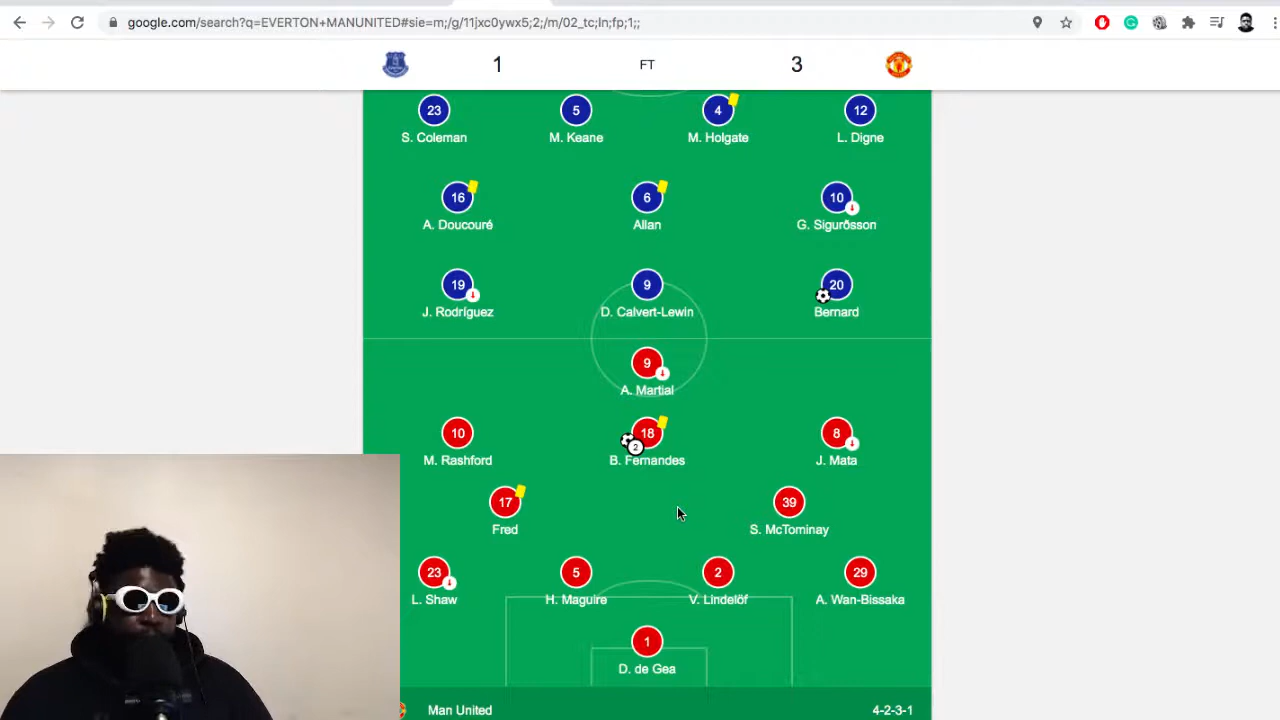 google.com/search?q=EVERTON+MANUNITED#sie=m;/g/11jxc0ywx5;2;/m/02_tc;ln;fp;1;;
1 FT 3
23 5 4 12
S. Coleman M. Keane M. Holgate L. Digne
16 6 10
A. Doucouré Allan G. Sigurðsson
19 9 20
J. Rodríguez D. Calvert-Lewin Bernard
9
A. Martial
10 18 8
2
M. Rashford B. Fernandes J. Mata
17 39
Fred S. McTominay
23 5 2 29
L. Shaw H. Maguire V. Lindelöf A. Wan-Bissaka
1
D. de Gea
Man United 4-2-3-1